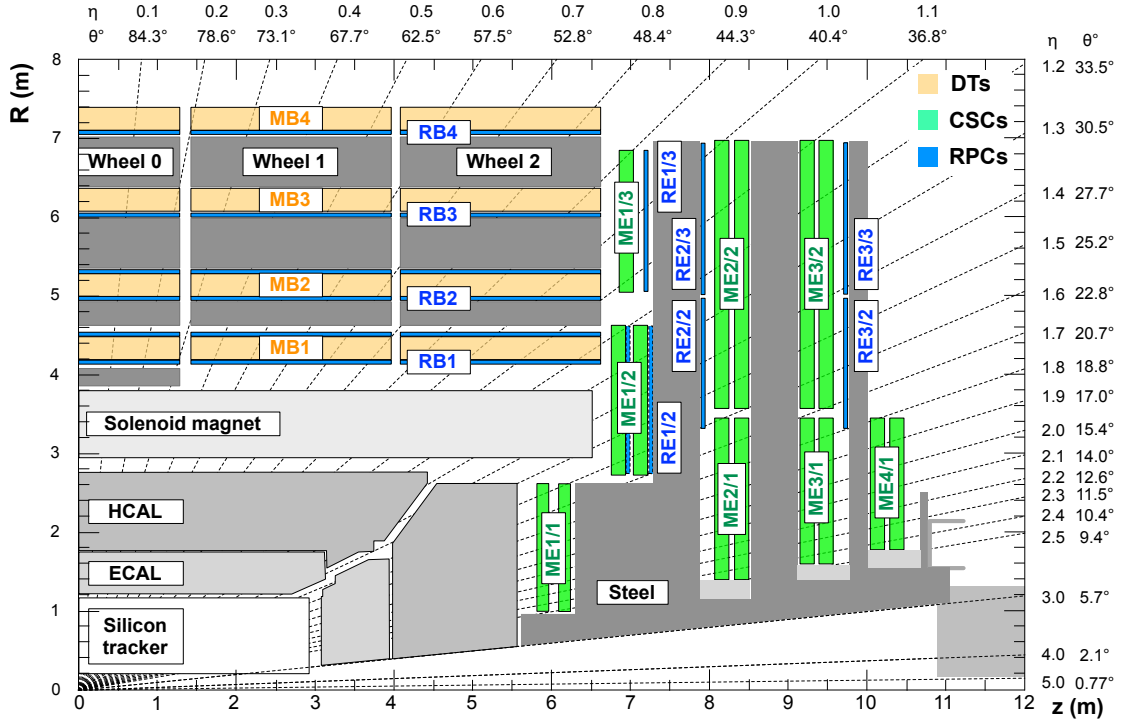 η 0.1 0.2 0.3 0.4 0.5 0.6 0.7 0.8 0.9 1.0 1.1 η θ°
θ° 84.3° 78.6° 73.1° 67.7° 62.5° 57.5° 52.8° 48.4° 44.3° 40.4° 36.8°
R (m)
8
7
6
5
4
3
2
1
0
1.2 33.5°
1.3 30.5°
1.4 27.7°
1.5 25.2°
1.6 22.8°
1.7 20.7°
1.8 18.8°
1.9 17.0°
2.0 15.4°
2.1 14.0°
2.2 12.6°
2.3 11.5°
2.4 10.4°
2.5 9.4°
3.0 5.7°
4.0 2.1°
5.0 0.77°
DTs
CSCs
RPCs
MB4
RB4
Wheel 0 Wheel 1 Wheel 2
MB3
RB3
MB2
RB2
MB1
RB1
Solenoid magnet
HCAL
ECAL
Silicon
tracker
Steel
ME1/3
RE1/3
RE2/3
ME2/2
ME3/2
RE3/3
ME1/2
RE2/2
RE3/2
RE1/2
ME1/1
ME2/1
ME3/1
ME4/1
0 1 2 3 4 5 6 7 8 9 10 11 12
z (m)